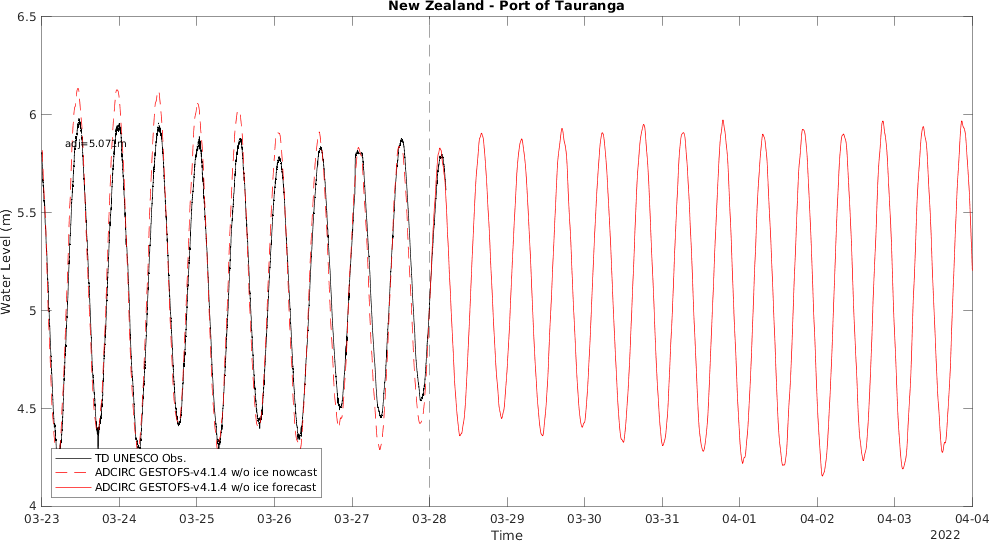 New Zealand - Port of Tauranga
6.5
6
5.5
5
4.5
4
Water Level (m)
adj=5.071m
TD UNESCO Obs.
ADCIRC GESTOFS-v4.1.4 w/o ice nowcast
ADCIRC GESTOFS-v4.1.4 w/o ice forecast
03-23 03-24 03-25 03-26 03-27 03-28 03-29 03-30 03-31 04-01 04-02 04-03 04-04
Time
2022